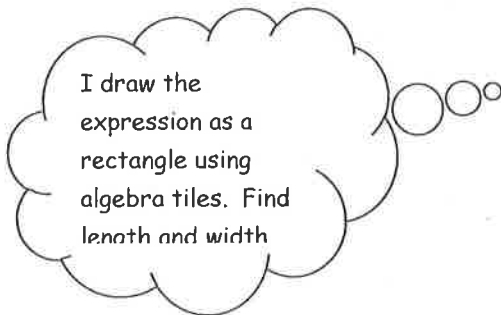 I draw the
expression as a
rectangle using
algebra tiles. Find
length and width